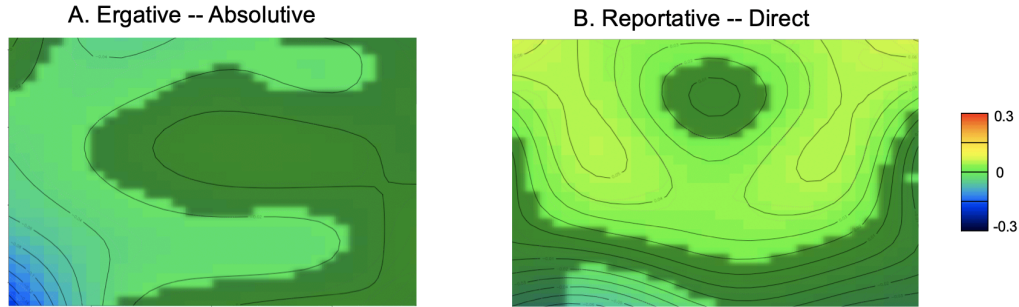 A. Ergative -- Absolutive
B. Reportative -- Direct
0.3
0
-0.3